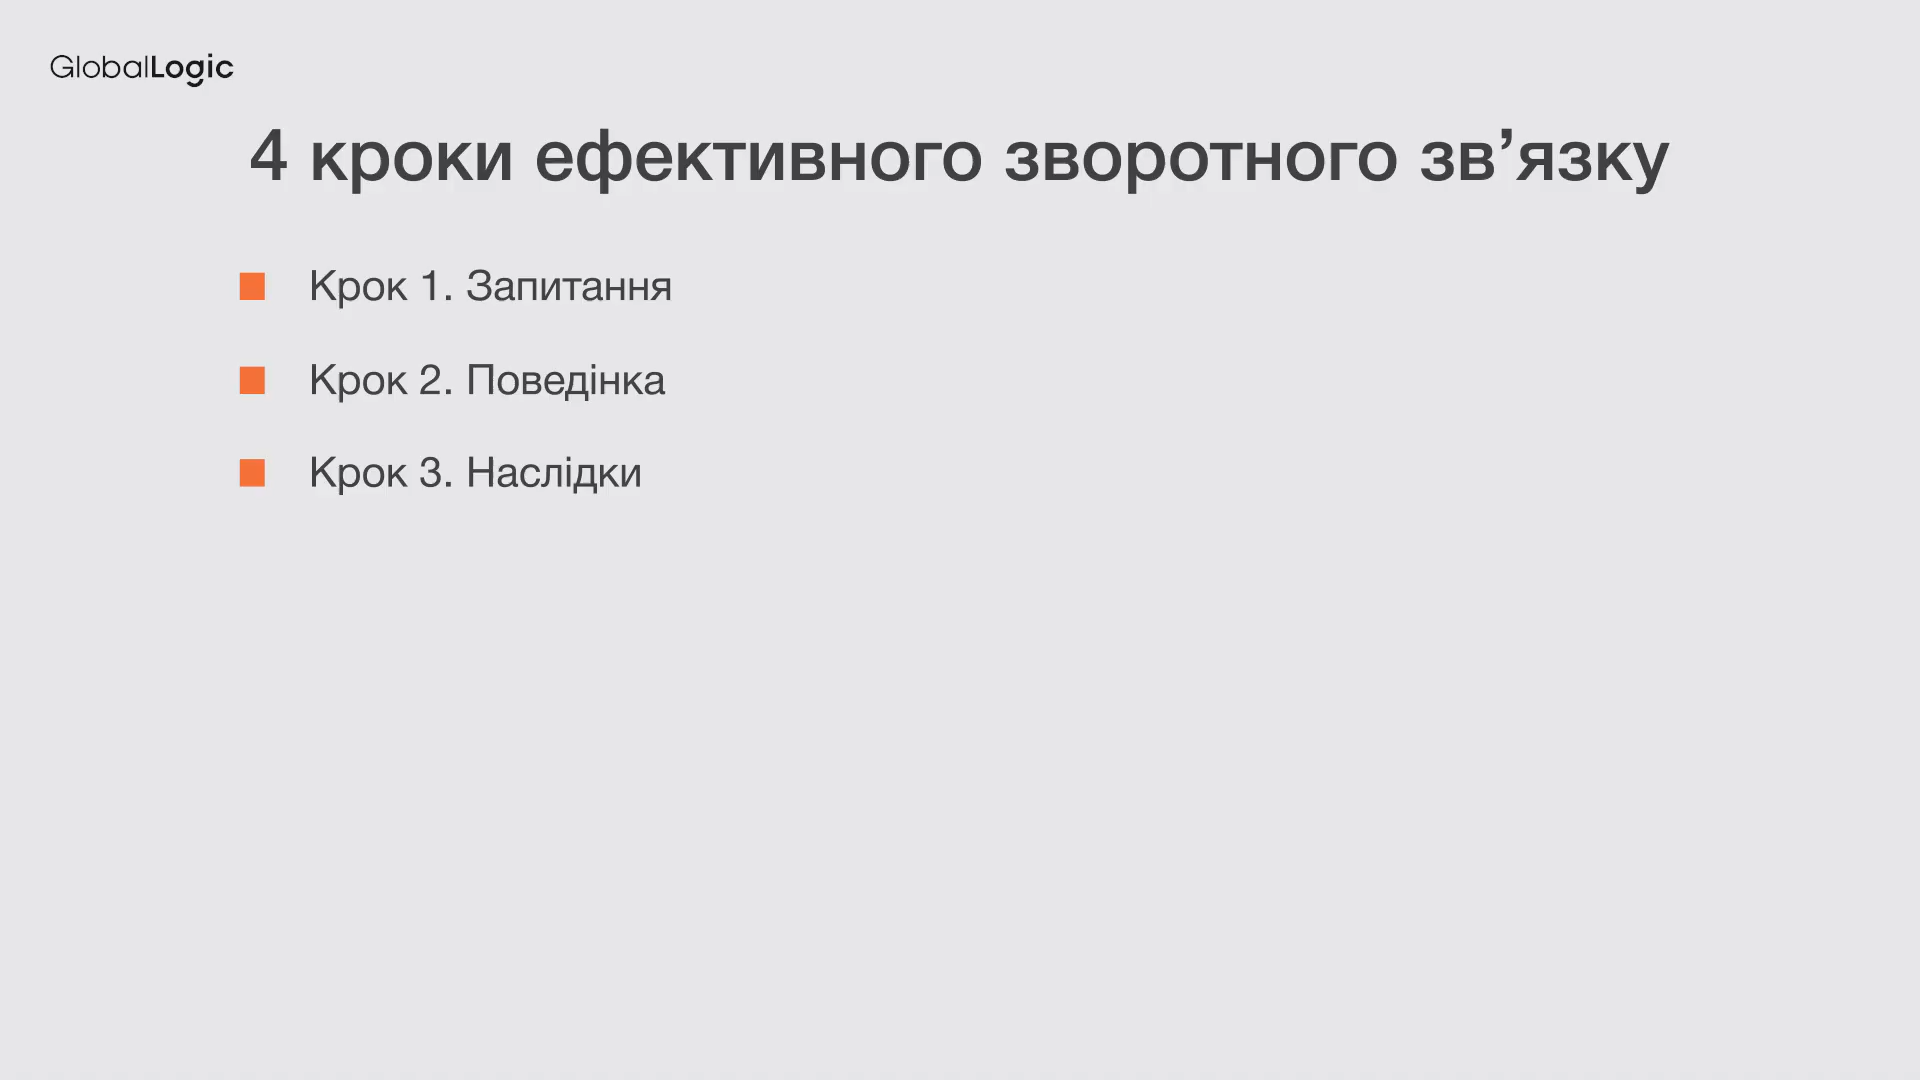 GlobalLogic
4 кроки ефективного зворотного зв’язку
Крок 1. Запитання
Крок 2. Поведінка
Крок 3. Наслідки